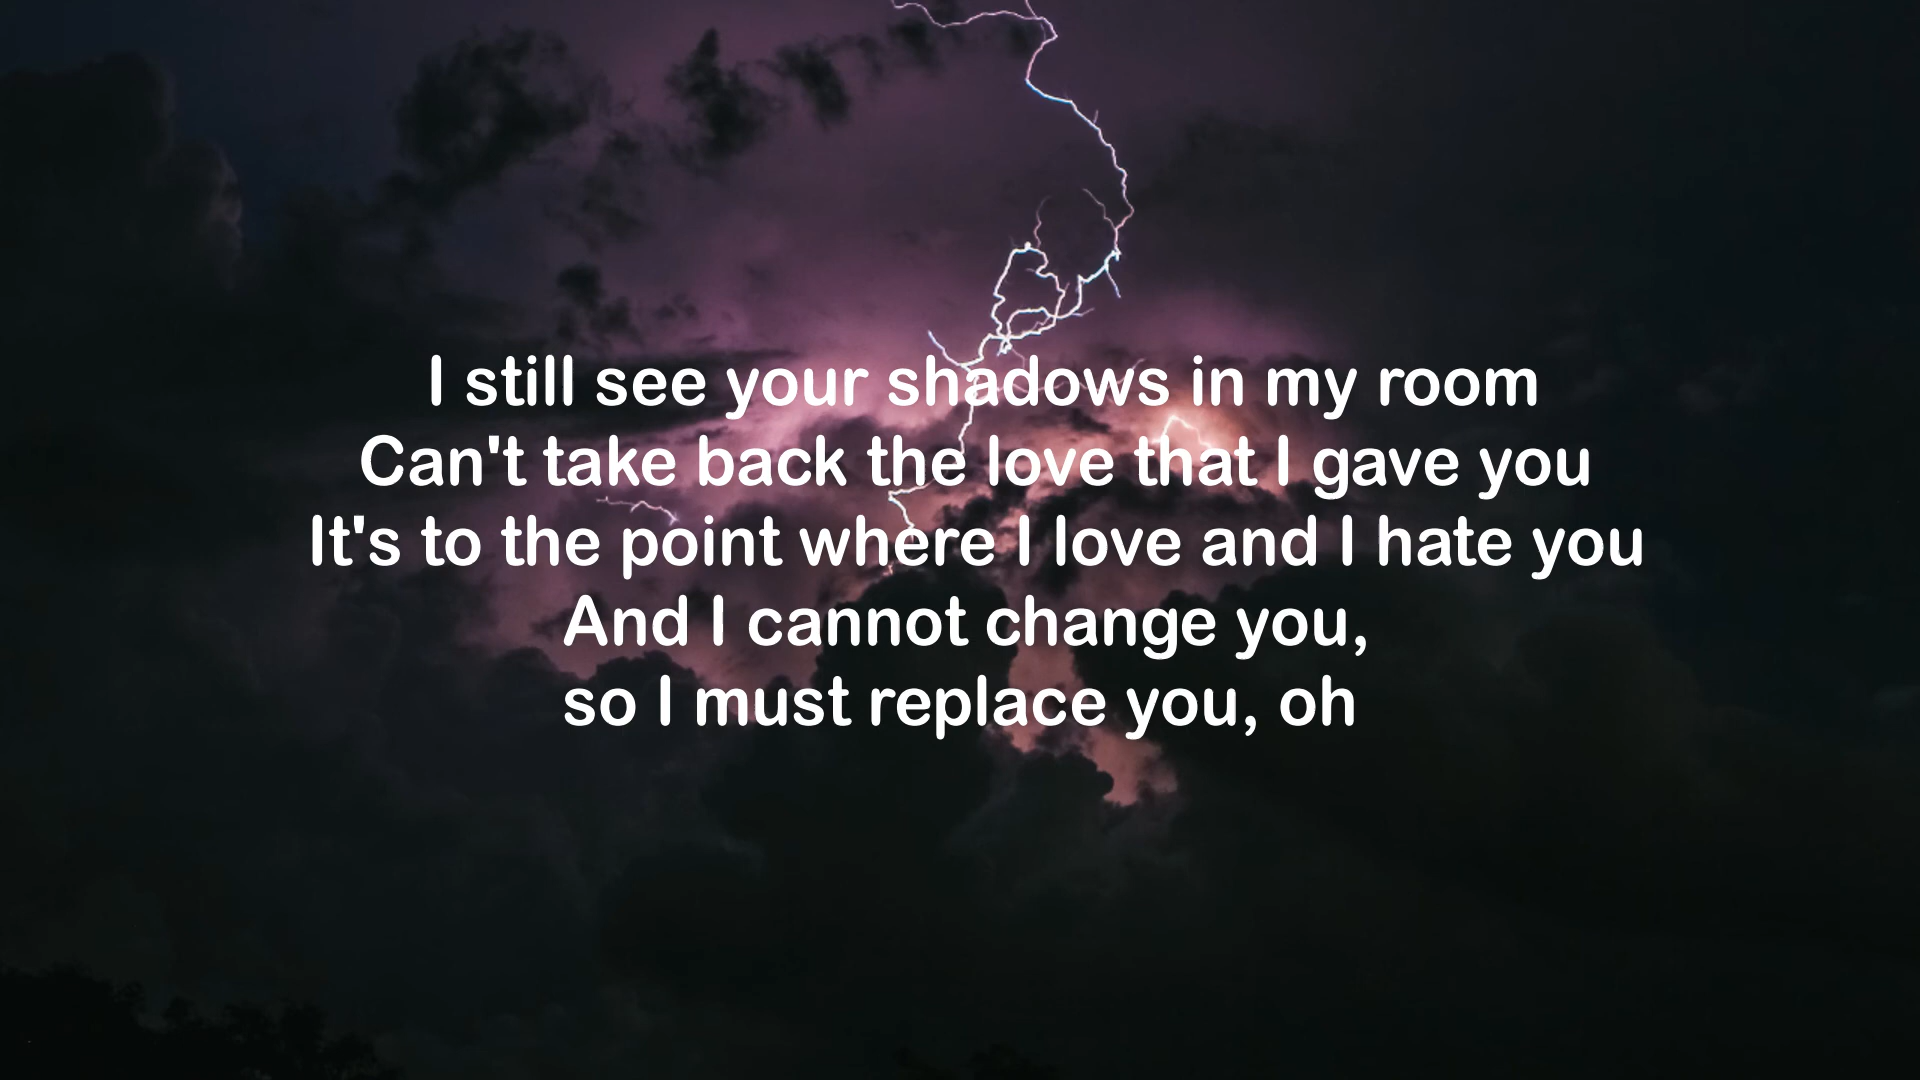 I still see your shadows in my room
Can't take back the love that I gave you
It's to the point where I love and I hate you
And I cannot change you,
so I must replace you, oh